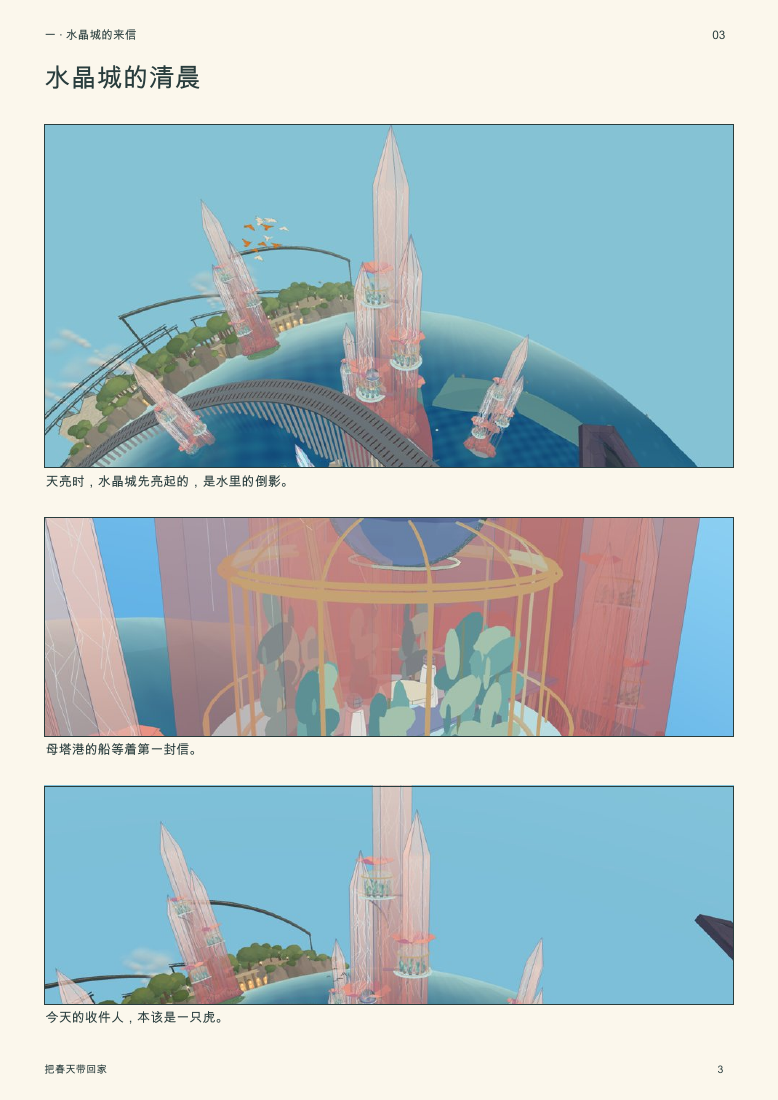 一 · 水晶城的来信
03
水晶城的清晨
天亮时，水晶城先亮起的，是水里的倒影。
母塔港的船等着第一封信。
今天的收件人，本该是一只虎。
把春天带回家
3